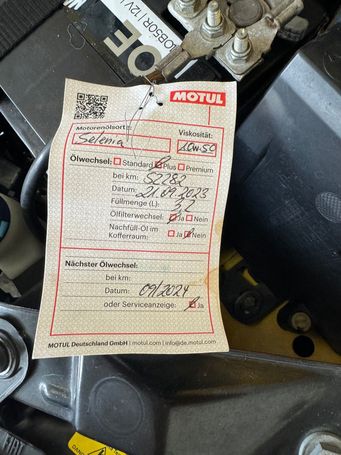 MOTUL
Motorenölsorte:
Viskosität:
Selenia
10W-50
Ölwechsel: Standard Plus Premium
bei km: 52282
Datum: 21.09.2023
Füllmenge (L): 3,2
Ölfilterwechsel: Ja Nein
Nachfüll-Öl im
Kofferraum: Ja Nein
Nächster Ölwechsel:
bei km:
Datum: 09/2024
oder Serviceanzeige: Ja
MOTUL Deutschland GmbH | motul.com | info@de.motul.com